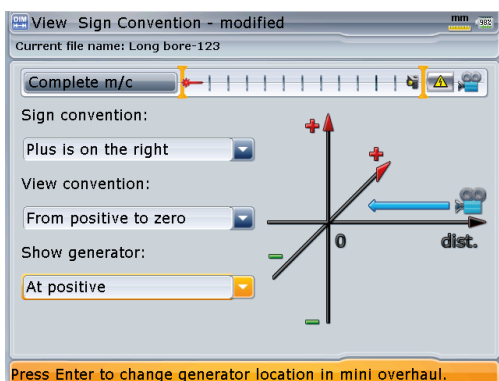 View Sign Convention - modified
mm
98%
Current file name: Long bore-123
Complete m/c
Sign convention:
Plus is on the right
View convention:
From positive to zero
Show generator:
At positive
+
+
0
dist.
–
–
Press Enter to change generator location in mini overhaul.